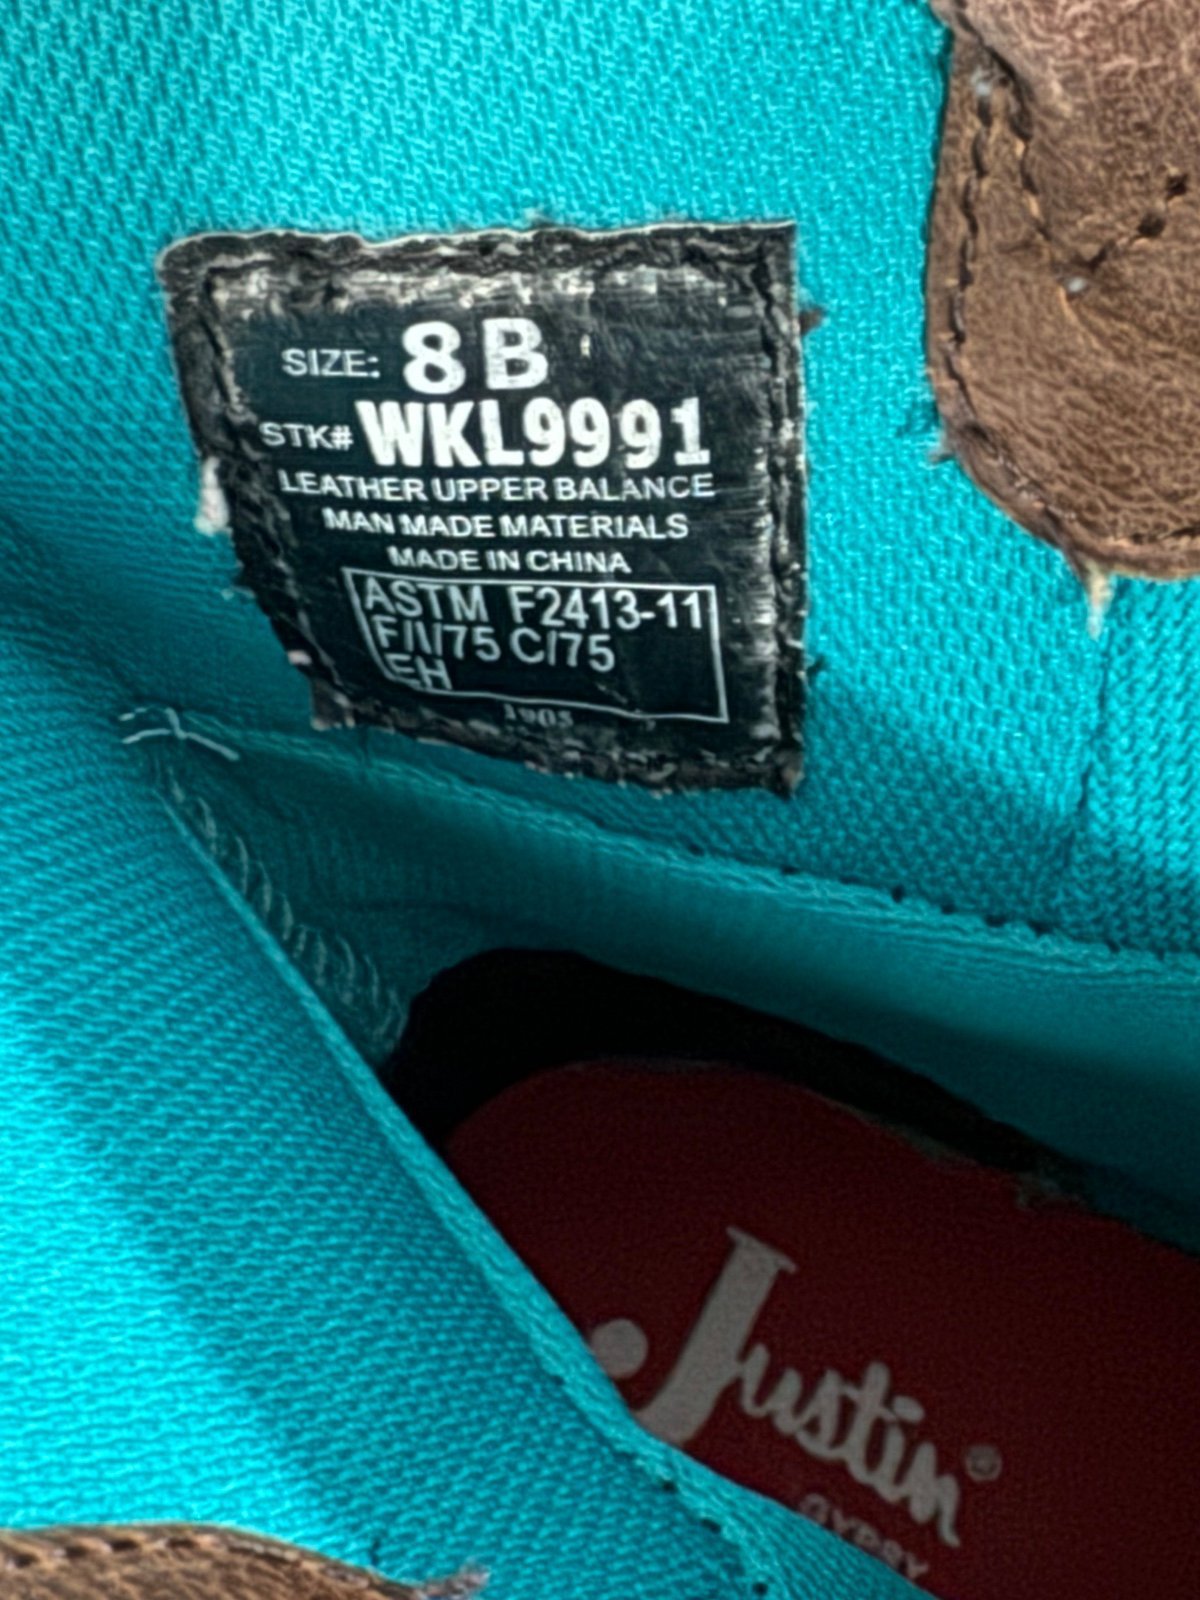 SIZE: 8 B
STK# WKL9991
LEATHER UPPER BALANCE
MAN MADE MATERIALS
MADE IN CHINA
ASTM F2413-11
F/I/75 C/75
EH
Justin®
GYPSY